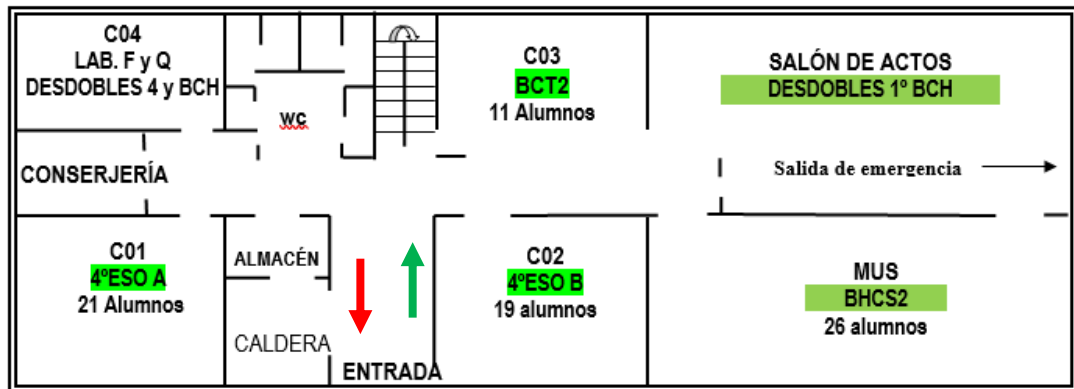 C04
LAB. F y Q
DESDOBLES 4 y BCH
wc
C03
BCT2
11 Alumnos
SALÓN DE ACTOS
DESDOBLES 1º BCH
CONSERJERÍA
Salida de emergencia
C01
4ºESO A
21 Alumnos
ALMACÉN
CALDERA
ENTRADA
C02
4ºESO B
19 alumnos
MUS
BHCS2
26 alumnos